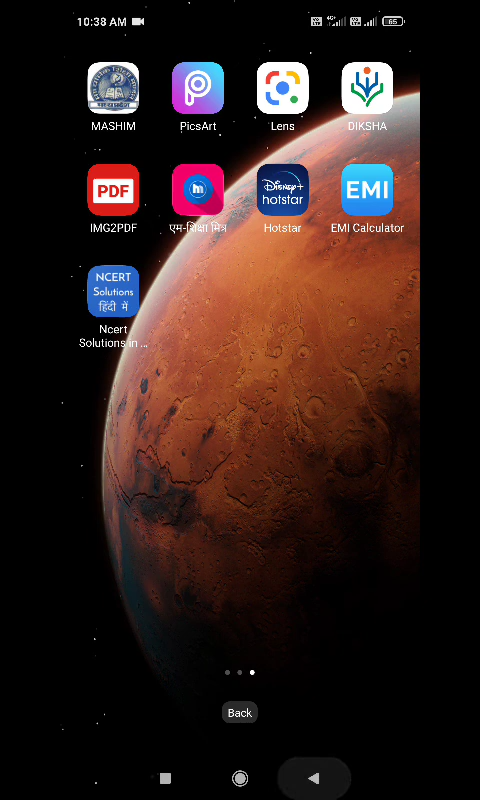 10:38 AM
4G+
65
MASHIM
PicsArt
Lens
DIKSHA
PDF
Disney+
hotstar
EMI
IMG2PDF
एम-शिक्षा मित्र
Hotstar
EMI Calculator
NCERT
Solutions
हिंदी में
Ncert
Solutions in ...
Back